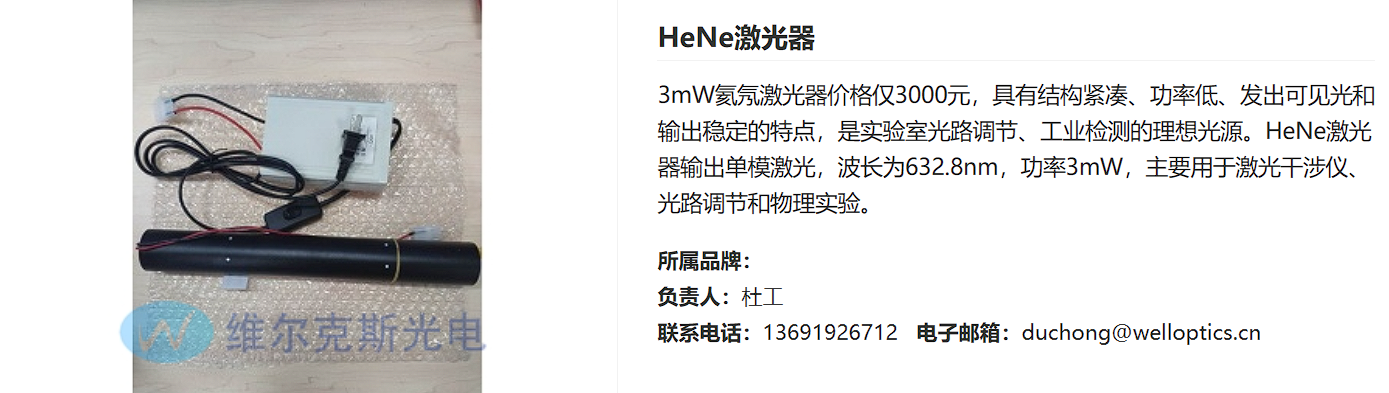 HeNe激光器
3mW氦氖激光器价格仅3000元，具有结构紧凑、功率低、发出可见光和
输出稳定的特点，是实验室光路调节、工业检测的理想光源。HeNe激光
器输出单模激光，波长为632.8nm，功率3mW，主要用于激光干涉仪、
光路调节和物理实验。
所属品牌：
负责人：杜工
联系电话：13691926712 电子邮箱：duchong@welloptics.cn
W 维尔克斯光电